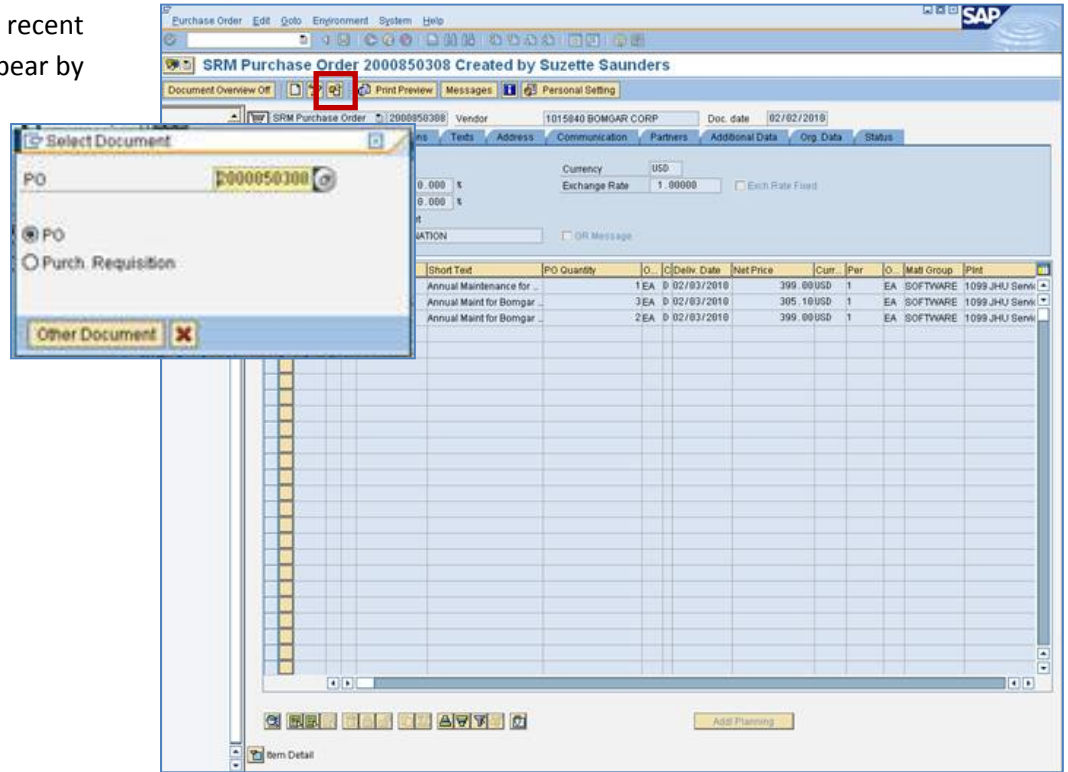 recent
pear by
Purchase Order Edit Goto Environment System Help
SAP
SRM Purchase Order 2000850308 Created by Suzette Saunders
Document Overview Off Print Preview Messages Personal Setting
SRM Purchase Order 2000850308 Vendor 1015840 BOMGAR CORP Doc. date 02/02/2010
Texts Address Communication Partners Additional Data Org. Data Status
Select Document
PO 2000850308
PO
Purch. Requisition
Other Document
Currency USD
0.000 % Exchange Rate 1.00000 Exch.Rate Fixed
0.000 %
NATION GR Message
Short Text PO Quantity O... C Deliv. Date Net Price Curr... Per O... Matl Group Plnt
Annual Maintenance for .. 1 EA D 02/03/2010 399.00 USD 1 EA SOFTWARE 1099 JHU Servic
Annual Maint for Bomgar .. 3 EA D 02/03/2010 305.10 USD 1 EA SOFTWARE 1099 JHU Servic
Annual Maint for Bomgar .. 2 EA D 02/03/2010 399.00 USD 1 EA SOFTWARE 1099 JHU Servic
Addl Planning
Item Detail